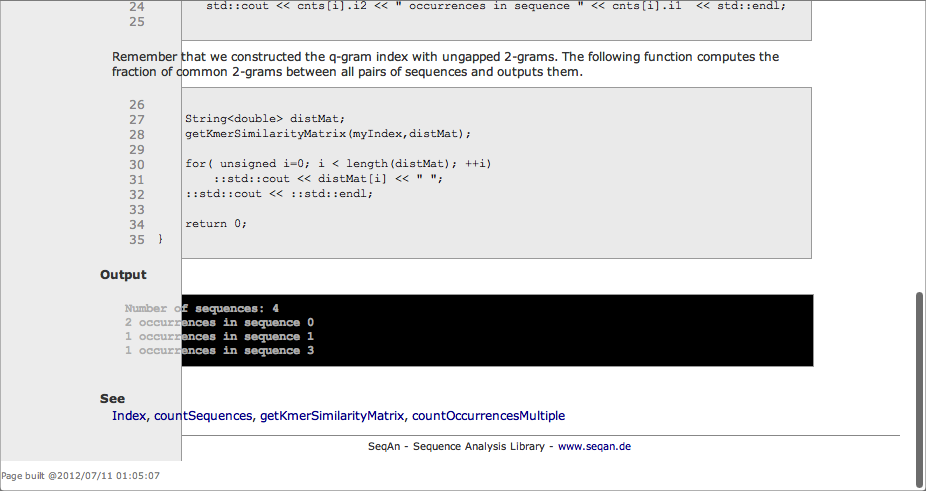 24 std::cout << cnts[i].i2 << " occurrences in sequence " << cnts[i].i1  << std::endl;
25
Remember that we constructed the q-gram index with ungapped 2-grams. The following function computes the
fraction of common 2-grams between all pairs of sequences and outputs them.
26
27 String<double> distMat;
28 getKmerSimilarityMatrix(myIndex,distMat);
29
30 for( unsigned i=0; i < length(distMat); ++i)
31 ::std::cout << distMat[i] << " ";
32 ::std::cout << ::std::endl;
33
34 return 0;
35 }
Output
Number of sequences: 4
2 occurrences in sequence 0
1 occurrences in sequence 1
1 occurrences in sequence 3
See
Index, countSequences, getKmerSimilarityMatrix, countOccurrencesMultiple
SeqAn - Sequence Analysis Library - www.seqan.de
Page built @2012/07/11 01:05:07